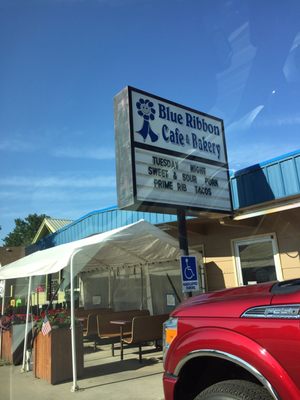 Blue Ribbon
Cafe & Bakery
TUESDAY NIGHT
SWEET & SOUR PORK
PRIME RIB TACOS